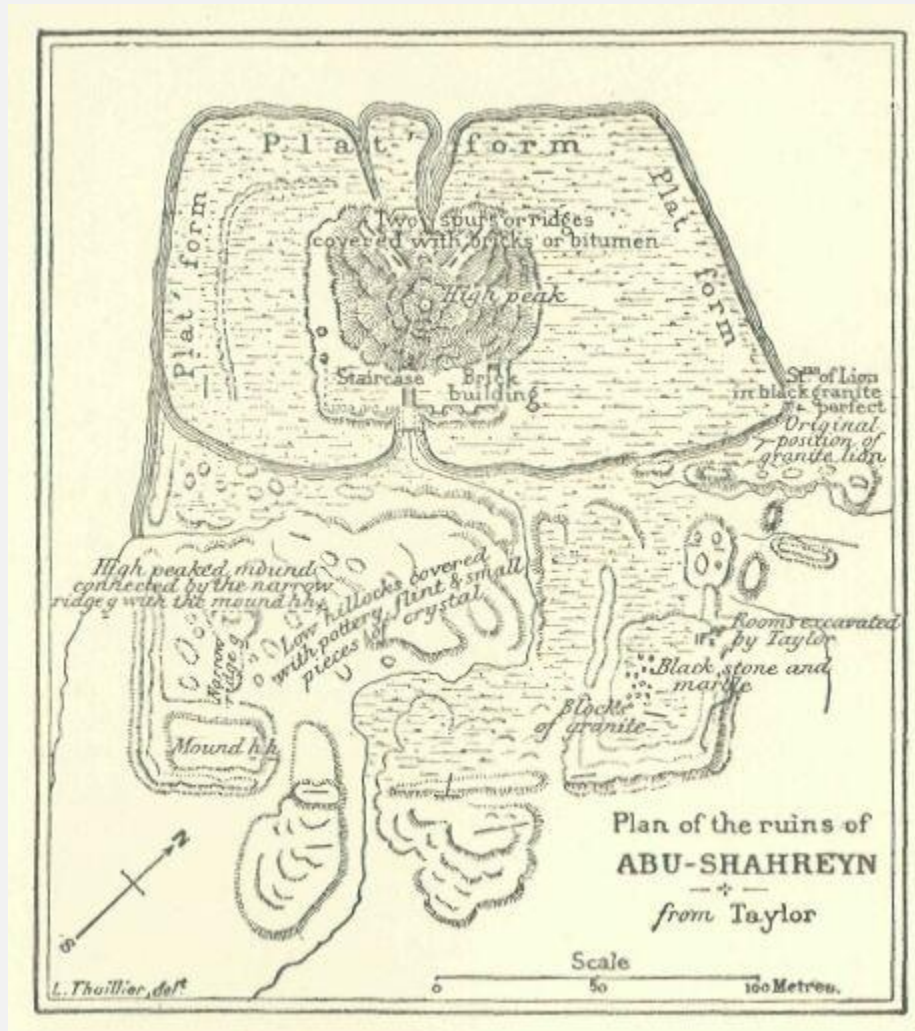 Plat' form
Plat' form
Plat' form
Two spurs or ridges
covered with bricks or bitumen
High peak
Staircase
Brick
building
Stne of Lion
in black granite
perfect
Original
position of
granite lion
High peaked mound
connected by the narrow
ridge g with the mound h h
Narrow
ridge g
Low hillocks covered
with pottery, flint & small
pieces of crystal
Rooms excavated
by Taylor
Black stone and
marble
Blocks
of granite
Mound h h
Plan of the ruins of
ABU-SHAHREYN
from Taylor
N
S
Scale
0 50 100 Metres.
L. Thuillier, delt